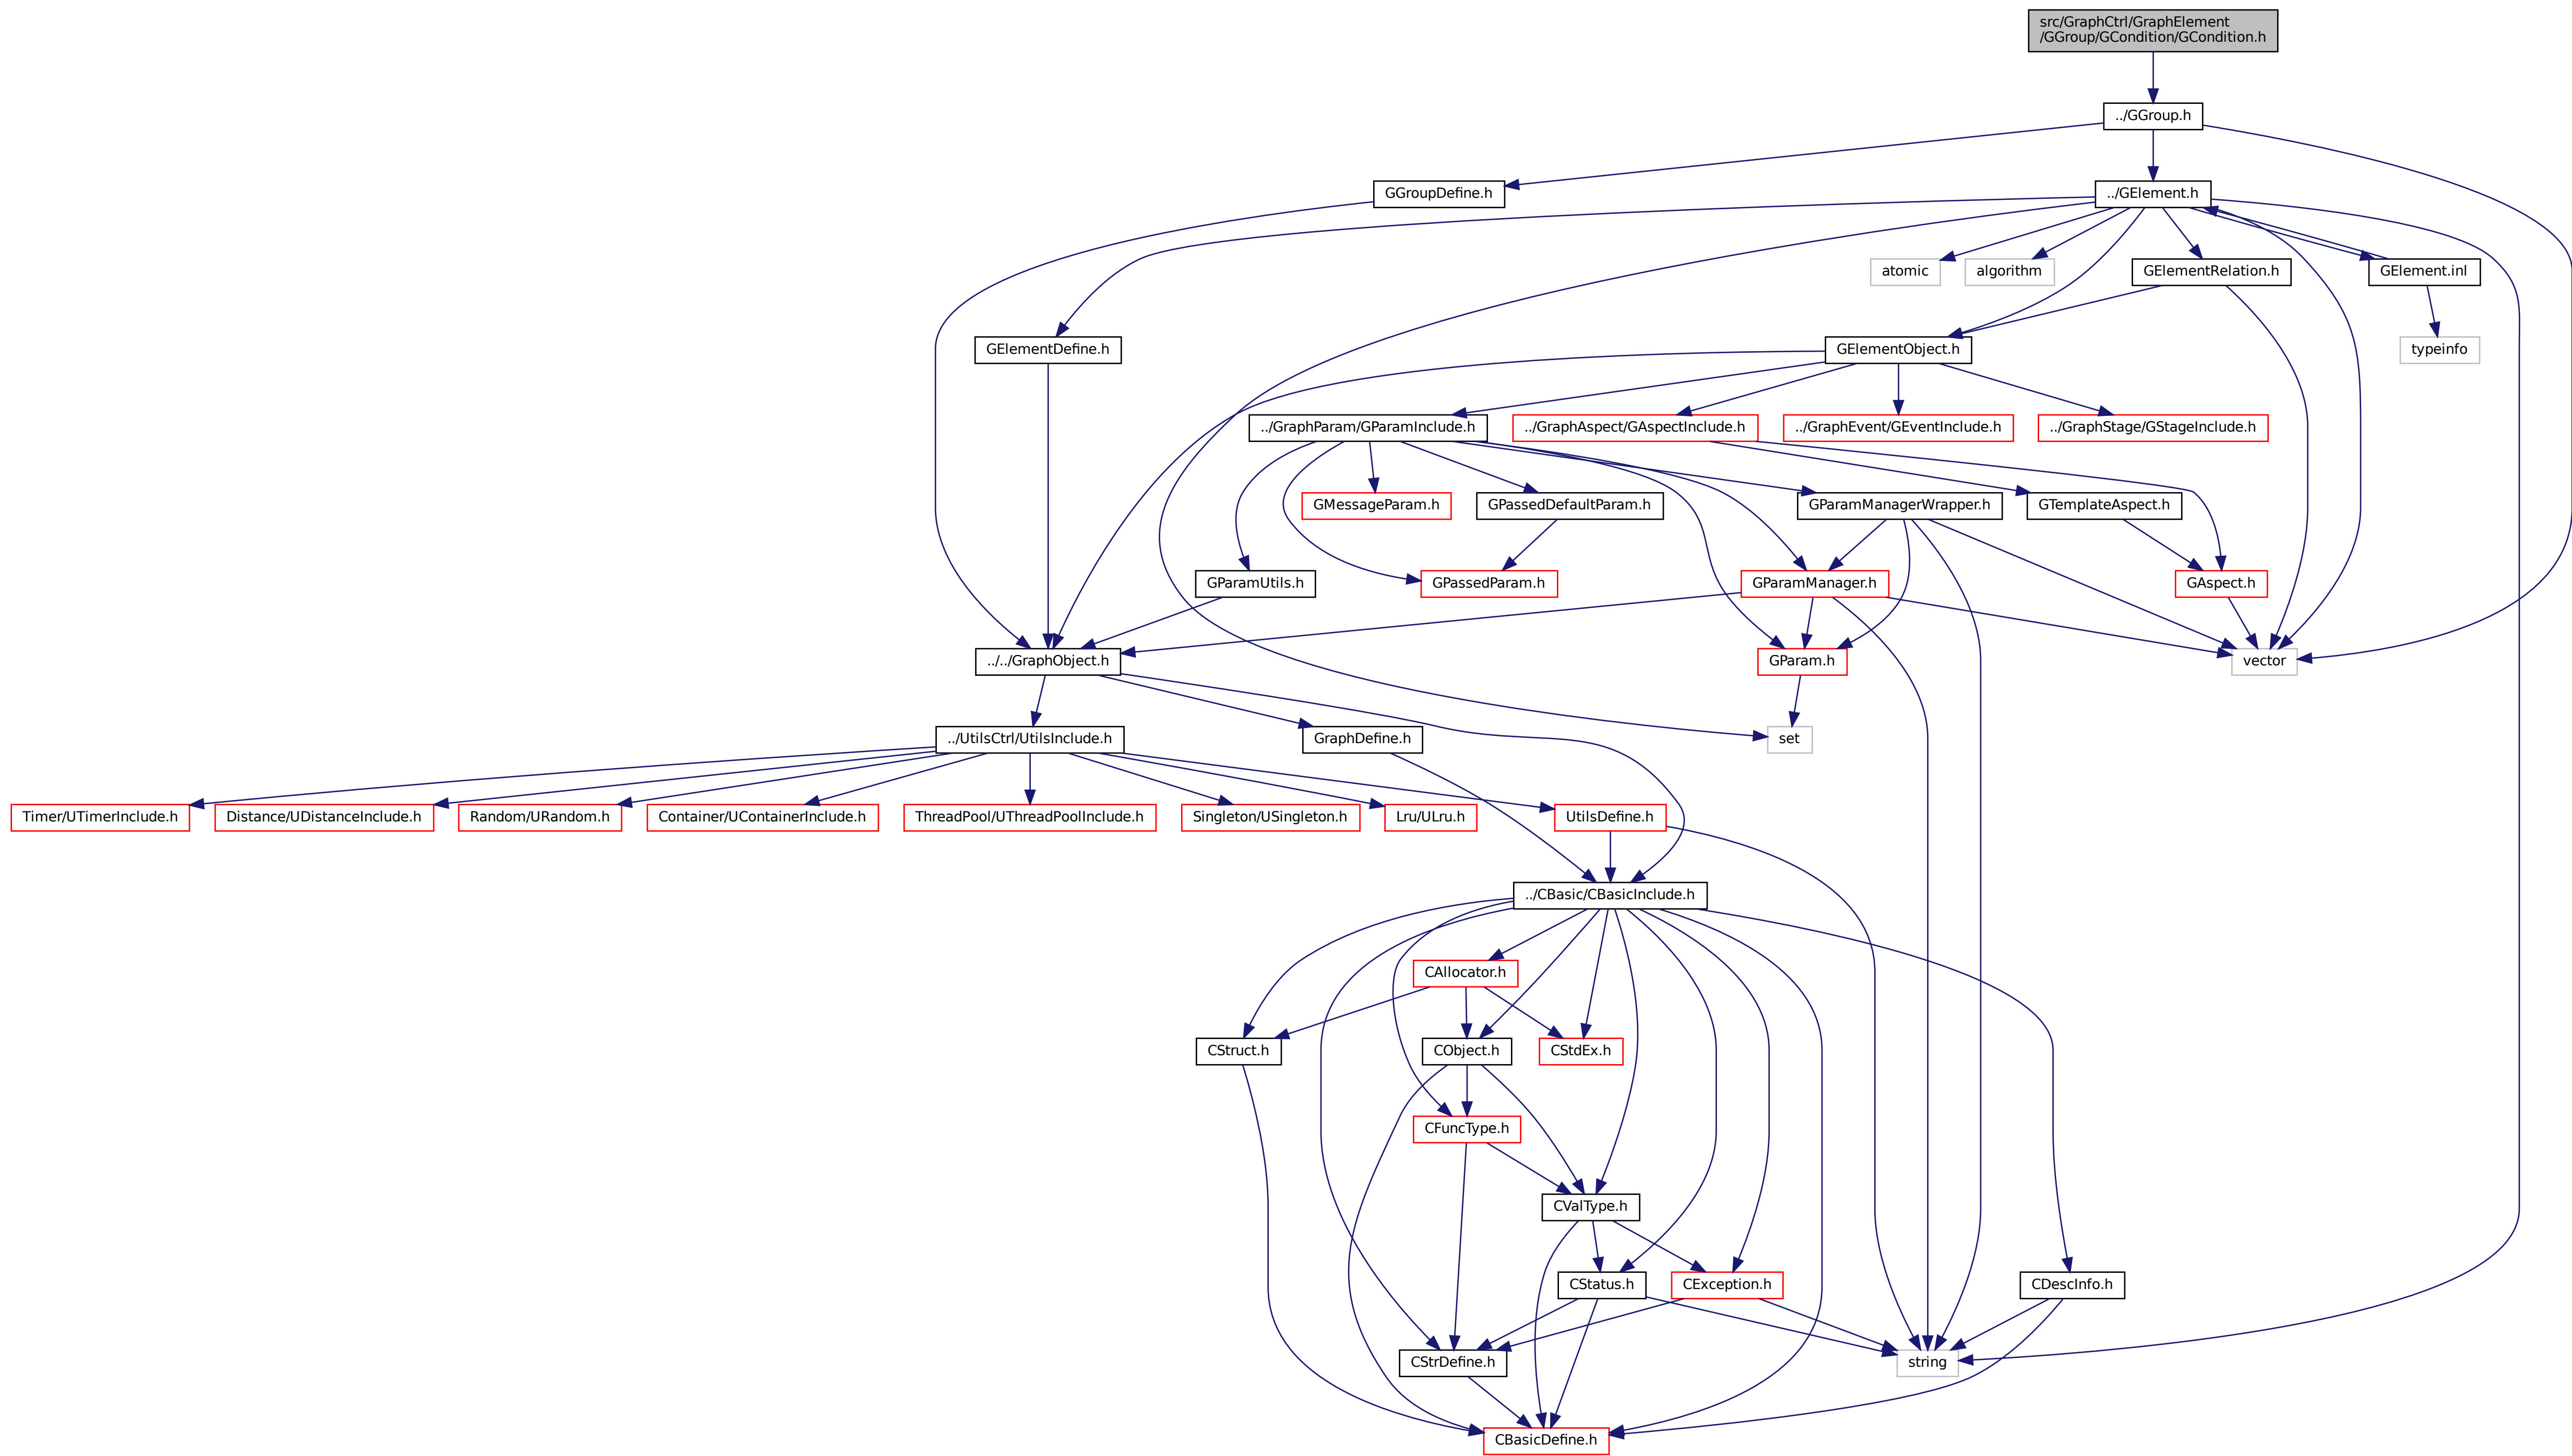 src/GraphCtrl/GraphElement
/GGroup/GCondition/GCondition.h
../GGroup.h
GGroupDefine.h
../GElement.h
atomic
algorithm
GElementRelation.h
GElement.inl
GElementDefine.h
GElementObject.h
typeinfo
../GraphParam/GParamInclude.h
../GraphAspect/GAspectInclude.h
../GraphEvent/GEventInclude.h
../GraphStage/GStageInclude.h
GMessageParam.h
GPassedDefaultParam.h
GParamManagerWrapper.h
GTemplateAspect.h
GParamUtils.h
GPassedParam.h
GParamManager.h
GAspect.h
../../GraphObject.h
GParam.h
vector
../UtilsCtrl/UtilsInclude.h
GraphDefine.h
set
Timer/UTimerInclude.h
Distance/UDistanceInclude.h
Random/URandom.h
Container/UContainerInclude.h
ThreadPool/UThreadPoolInclude.h
Singleton/USingleton.h
Lru/ULru.h
UtilsDefine.h
../CBasic/CBasicInclude.h
CAllocator.h
CStruct.h
CObject.h
CStdEx.h
CFuncType.h
CValType.h
CStatus.h
CException.h
CDescInfo.h
CStrDefine.h
string
CBasicDefine.h